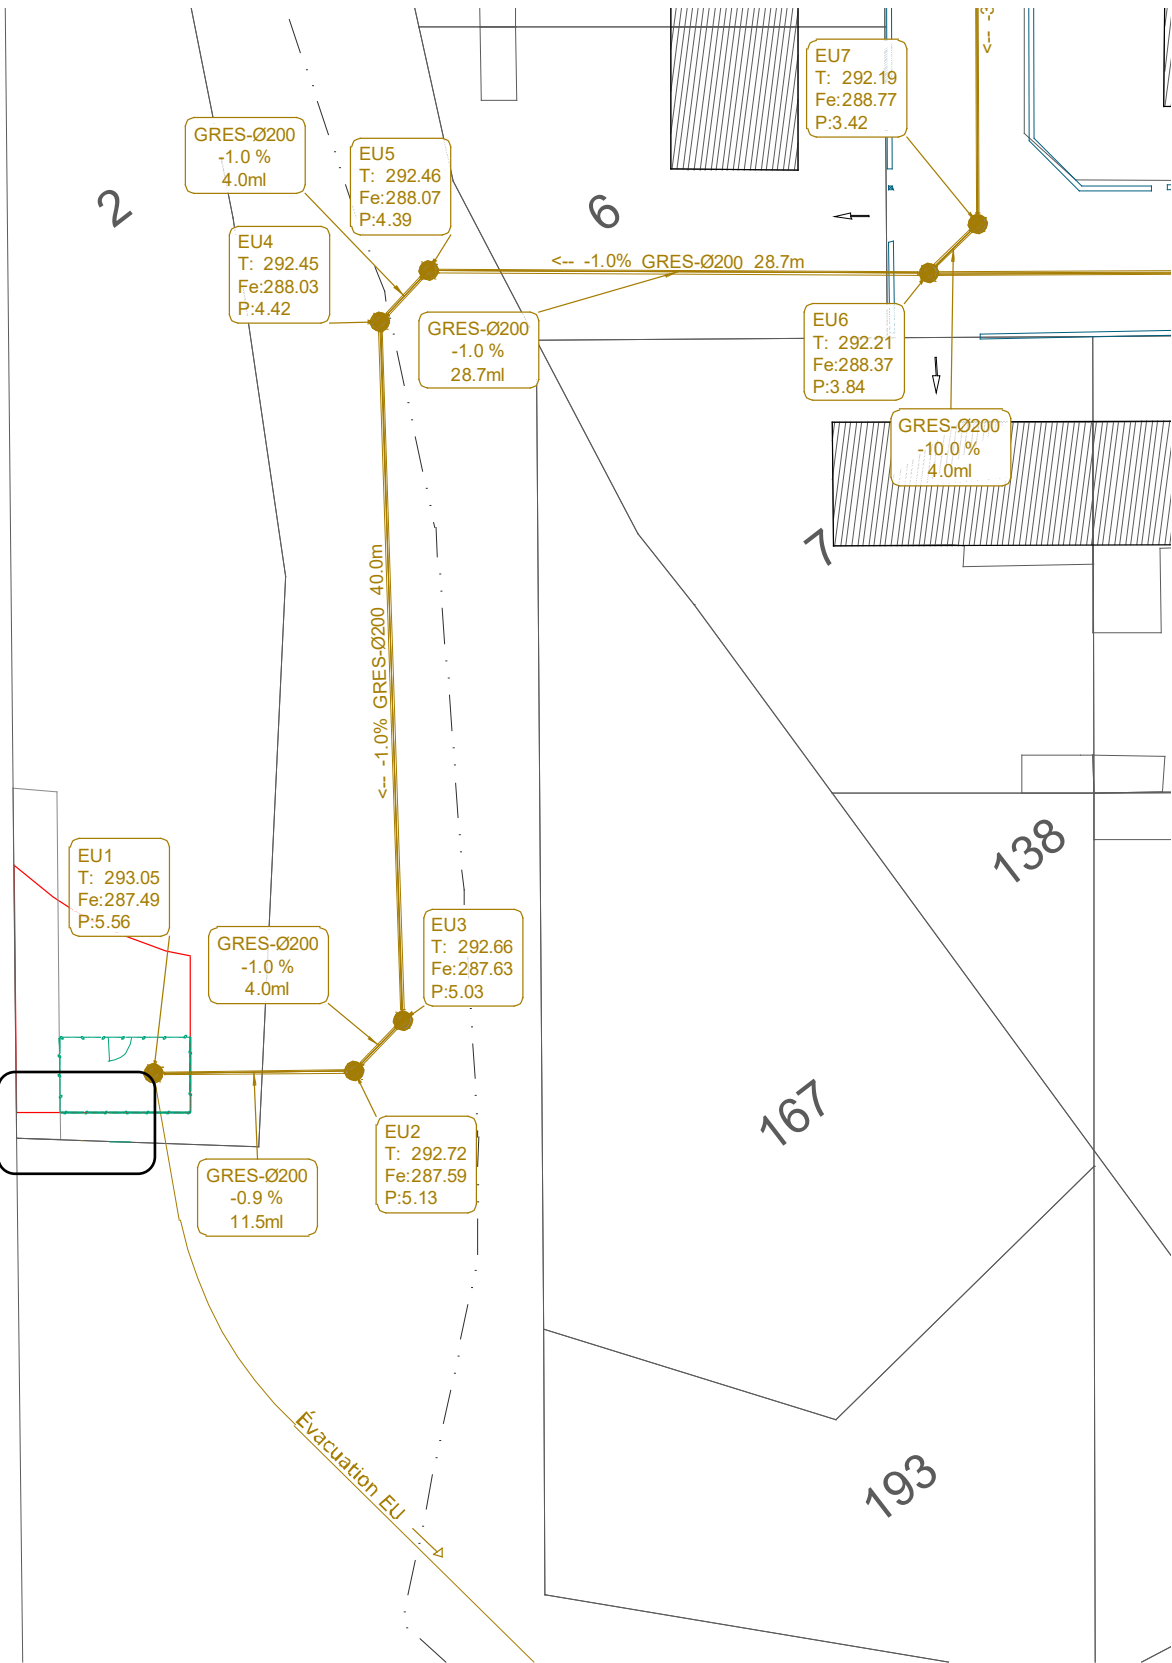 EU7
T: 292.19
Fe:288.77
P:3.42
GRES-Ø200
-1.0 %
4.0ml
EU5
T: 292.46
Fe:288.07
P:4.39
2
6
EU4
T: 292.45
Fe:288.03
P:4.42
<-- -1.0% GRES-Ø200 28.7m
GRES-Ø200
-1.0 %
28.7ml
EU6
T: 292.21
Fe:288.37
P:3.84
GRES-Ø200
-10.0 %
4.0ml
7
<-- -1.0% GRES-Ø200 40.0m
138
EU1
T: 293.05
Fe:287.49
P:5.56
GRES-Ø200
-1.0 %
4.0ml
EU3
T: 292.66
Fe:287.63
P:5.03
167
EU2
T: 292.72
Fe:287.59
P:5.13
GRES-Ø200
-0.9 %
11.5ml
Évacuation EU
193